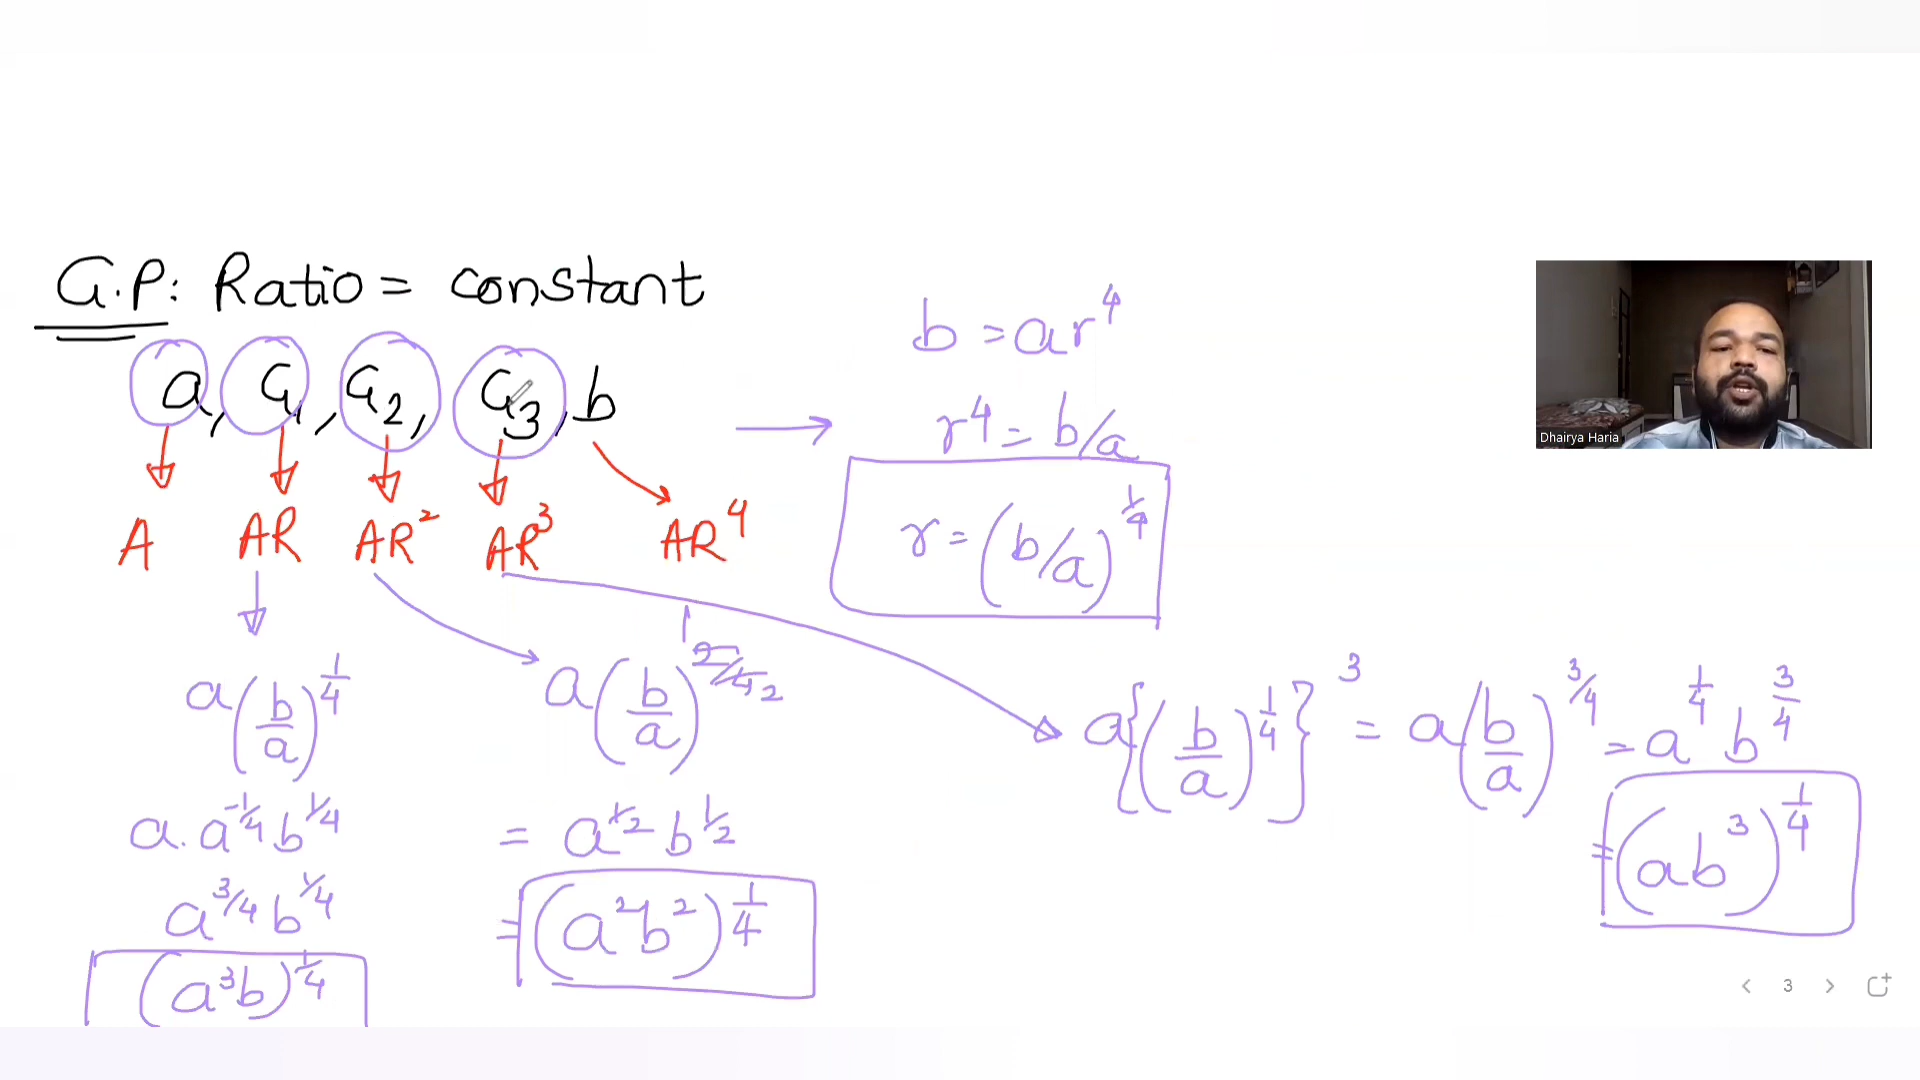 G.P: Ratio = constant
a, G₁, G₂, G₃, b
A AR AR² AR³ AR⁴
b = ar⁴
r⁴ = b/a
r = (b/a)^(1/4)
Dhairya Haria
a(b/a)^(1/4)
a.a^(-1/4) b^(1/4)
a^(3/4) b^(1/4)
(a³b)^(1/4)
a(b/a)^(2/4) 1 2
= a^(1/2) b^(1/2)
= (a²b²)^(1/4)
a{(b/a)^(1/4)}³ = a(b/a)^(3/4) = a^(1/4) b^(3/4)
= (ab³)^(1/4)
3